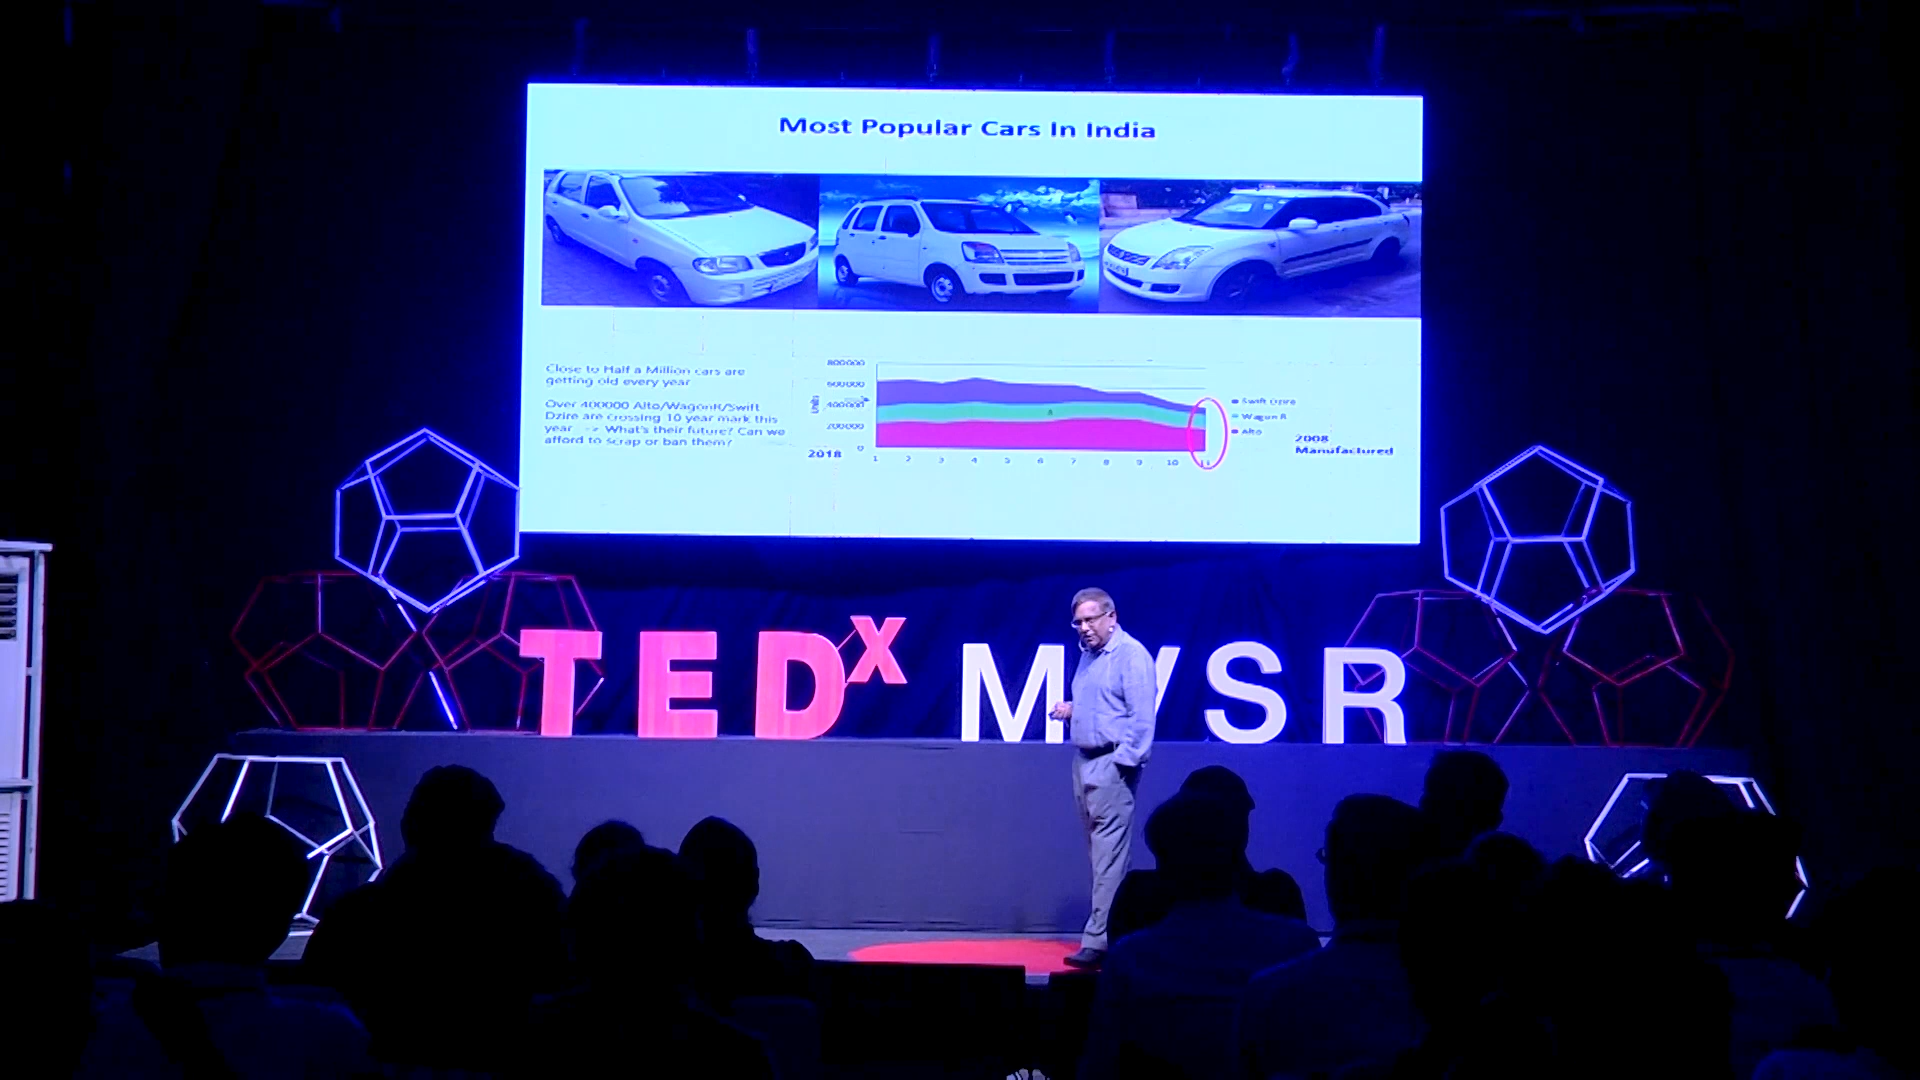 Most Popular Cars In India
Close to Half a Million cars are
getting old every year
Over 400000 Alto/WagonR/Swift
Dzire are crossing 10 year mark this
year -> What's their future? Can we
afford to scrap or ban them?
Units
800000
600000
400000
200000
0
2018
1 2 3 4 5 6 7 8 9 10 11
Swift Dzire
Wagon R
Alto
2008
Manufactured
TEDx M SR